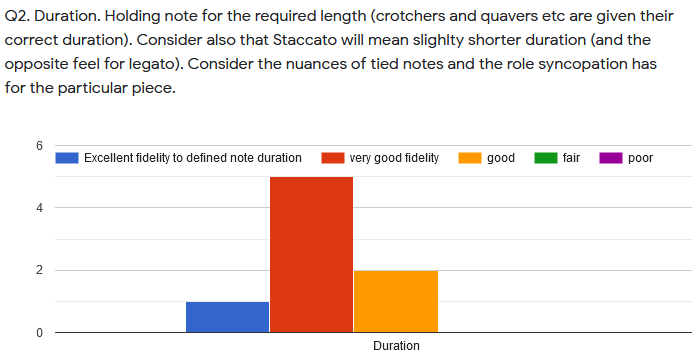 Q2. Duration. Holding note for the required length (crotchers and quavers etc are given their
correct duration). Consider also that Staccato will mean slighlty shorter duration (and the
opposite feel for legato). Consider the nuances of tied notes and the role syncopation has
for the particular piece.
6
Excellent fidelity to defined note duration very good fidelity good fair poor
4
2
0
Duration